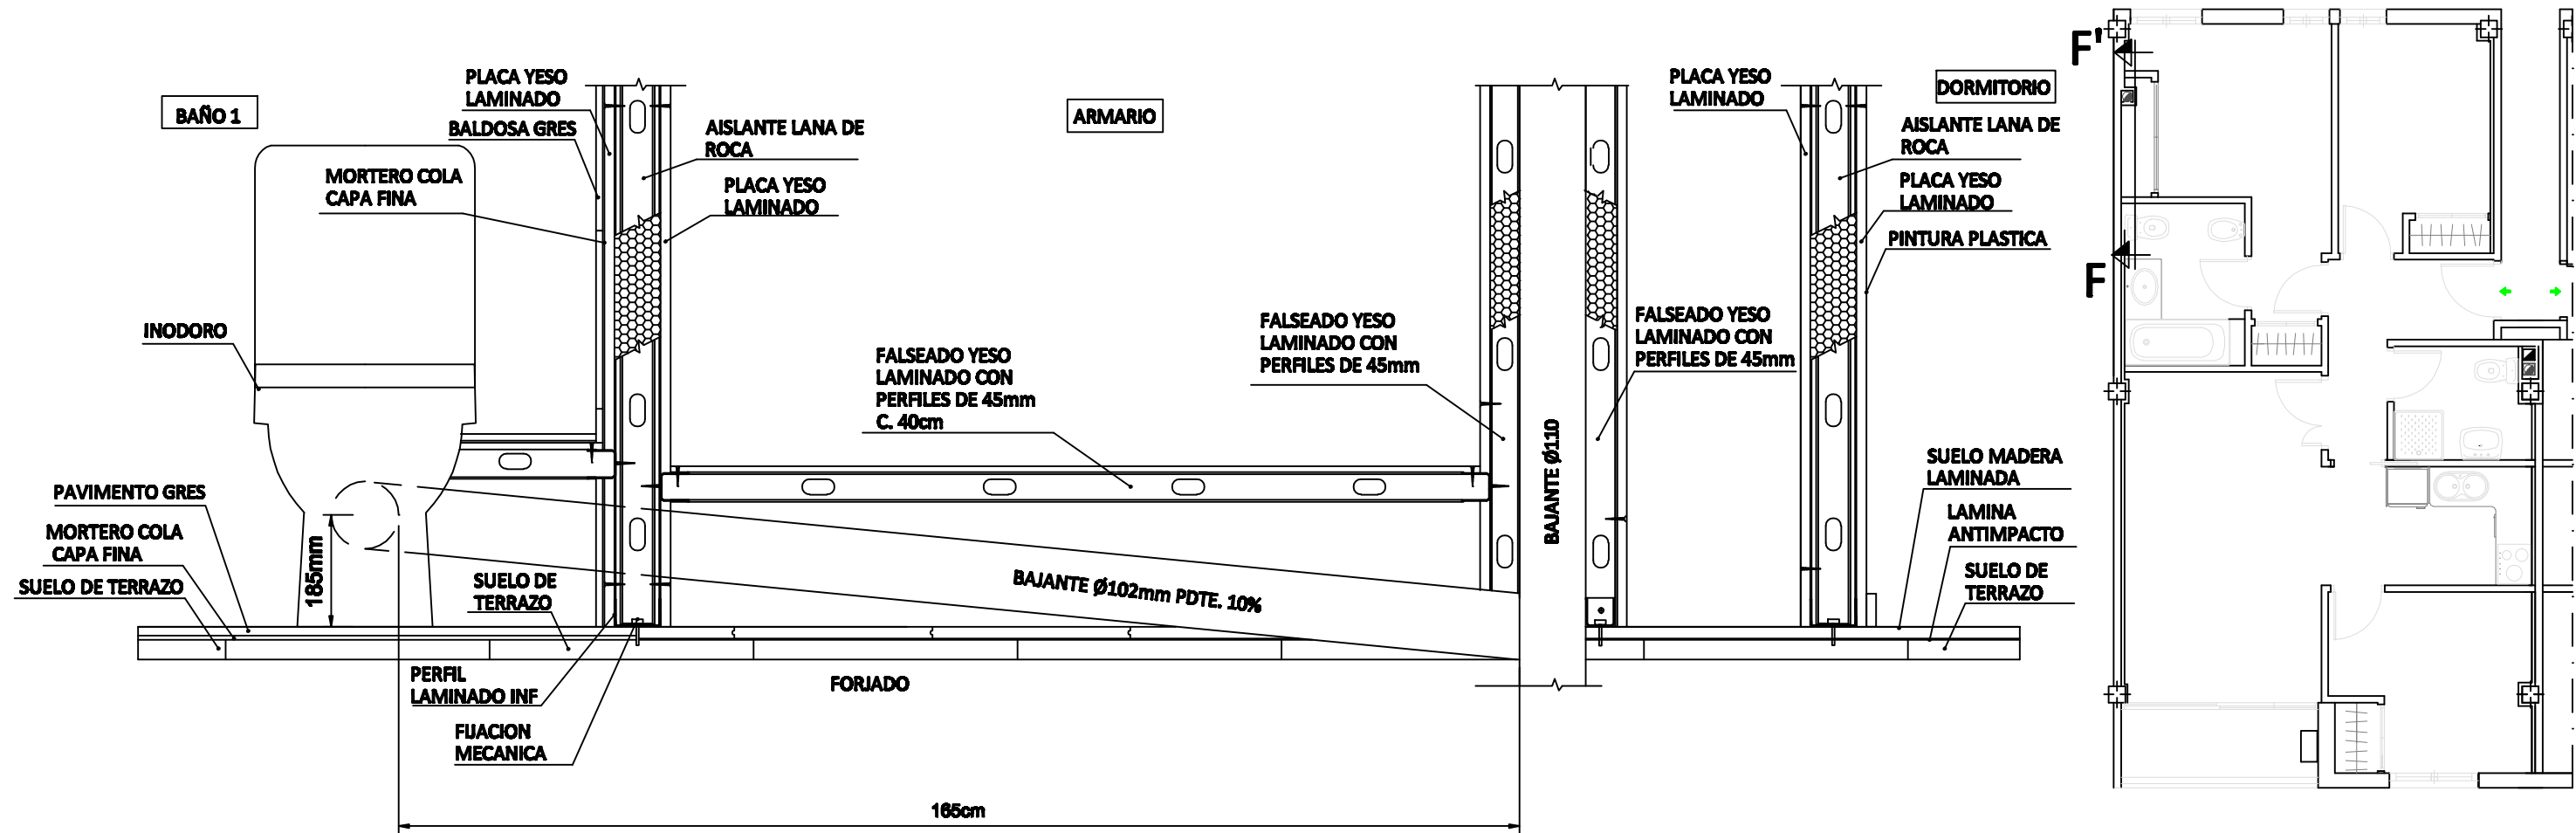 BAÑO 1
PLACA YESO
LAMINADO
BALDOSA GRES
MORTERO COLA
CAPA FINA
AISLANTE LANA DE
ROCA
PLACA YESO
LAMINADO
ARMARIO
INODORO
PAVIMENTO GRES
MORTERO COLA
CAPA FINA
SUELO DE TERRAZO
185mm
SUELO DE
TERRAZO
PERFIL
LAMINADO INF
FIJACION
MECANICA
FORJADO
FALSEADO YESO
LAMINADO CON
PERFILES DE 45mm
C. 40cm
BAJANTE Ø102mm PDTE. 10%
165cm
FALSEADO YESO
LAMINADO CON
PERFILES DE 45mm
BAJANTE Ø110
FALSEADO YESO
LAMINADO CON
PERFILES DE 45mm
PLACA YESO
LAMINADO
DORMITORIO
AISLANTE LANA DE
ROCA
PLACA YESO
LAMINADO
PINTURA PLASTICA
SUELO MADERA
LAMINADA
LAMINA
ANTIMPACTO
SUELO DE
TERRAZO
F'
F